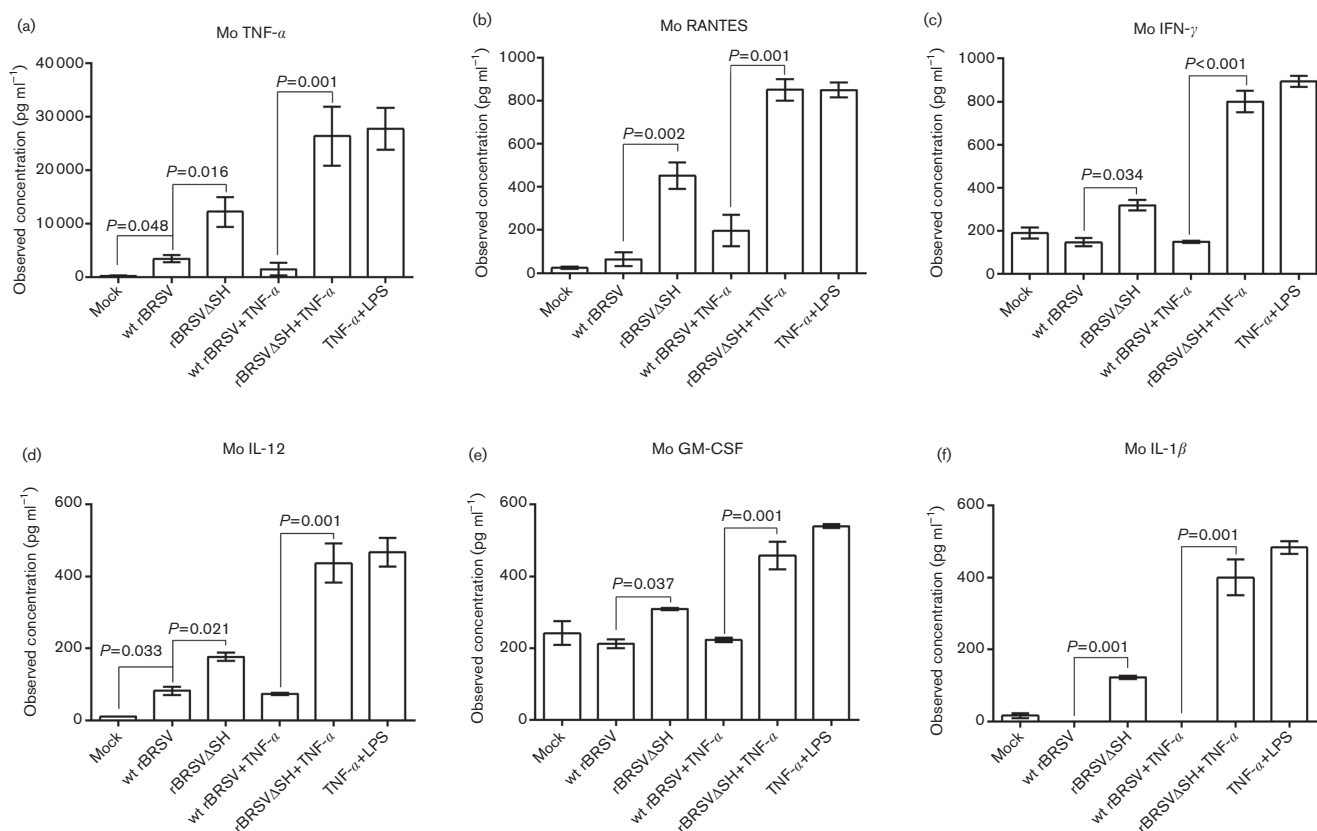 (a)
Mo TNF-α
Observed concentration (pg ml−1)
40 000
30 000
20 000
10 000
0
P=0.048
P=0.016
P=0.001
Mock
wt rBRSV
rBRSVΔSH
wt rBRSV+TNF-α
rBRSVΔSH+TNF-α
TNF-α+LPS
(b)
Mo RANTES
Observed concentration (pg ml−1)
1000
800
600
400
200
0
P=0.002
P=0.001
Mock
wt rBRSV
rBRSVΔSH
wt rBRSV+TNF-α
rBRSVΔSH+TNF-α
TNF-α+LPS
(c)
Mo IFN-γ
Observed concentration (pg ml−1)
1000
800
600
400
200
0
P=0.034
P<0.001
Mock
wt rBRSV
rBRSVΔSH
wt rBRSV+TNF-α
rBRSVΔSH+TNF-α
TNF-α+LPS
(d)
Mo IL-12
Observed concentration (pg ml−1)
600
400
200
0
P=0.033
P=0.021
P=0.001
Mock
wt rBRSV
rBRSVΔSH
wt rBRSV+TNF-α
rBRSVΔSH+TNF-α
TNF-α+LPS
(e)
Mo GM-CSF
Observed concentration (pg ml−1)
600
400
200
0
P=0.037
P=0.001
Mock
wt rBRSV
rBRSVΔSH
wt rBRSV+TNF-α
rBRSVΔSH+TNF-α
TNF-α+LPS
(f)
Mo IL-1β
Observed concentration (pg ml−1)
600
400
200
0
P=0.001
P=0.001
Mock
wt rBRSV
rBRSVΔSH
wt rBRSV+TNF-α
rBRSVΔSH+TNF-α
TNF-α+LPS